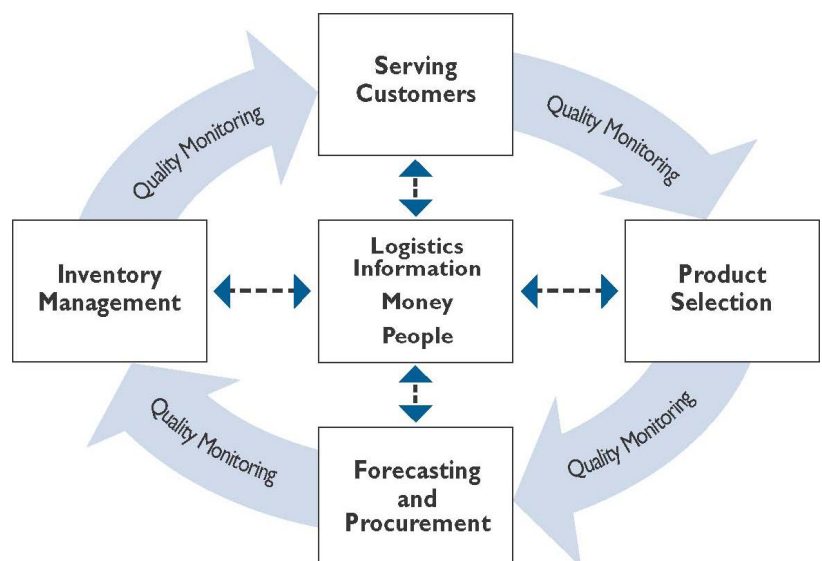 Serving
Customers
Quality Monitoring
Quality Monitoring
Inventory
Management
Logistics
Information
Money
People
Product
Selection
Quality Monitoring
Quality Monitoring
Forecasting
and
Procurement